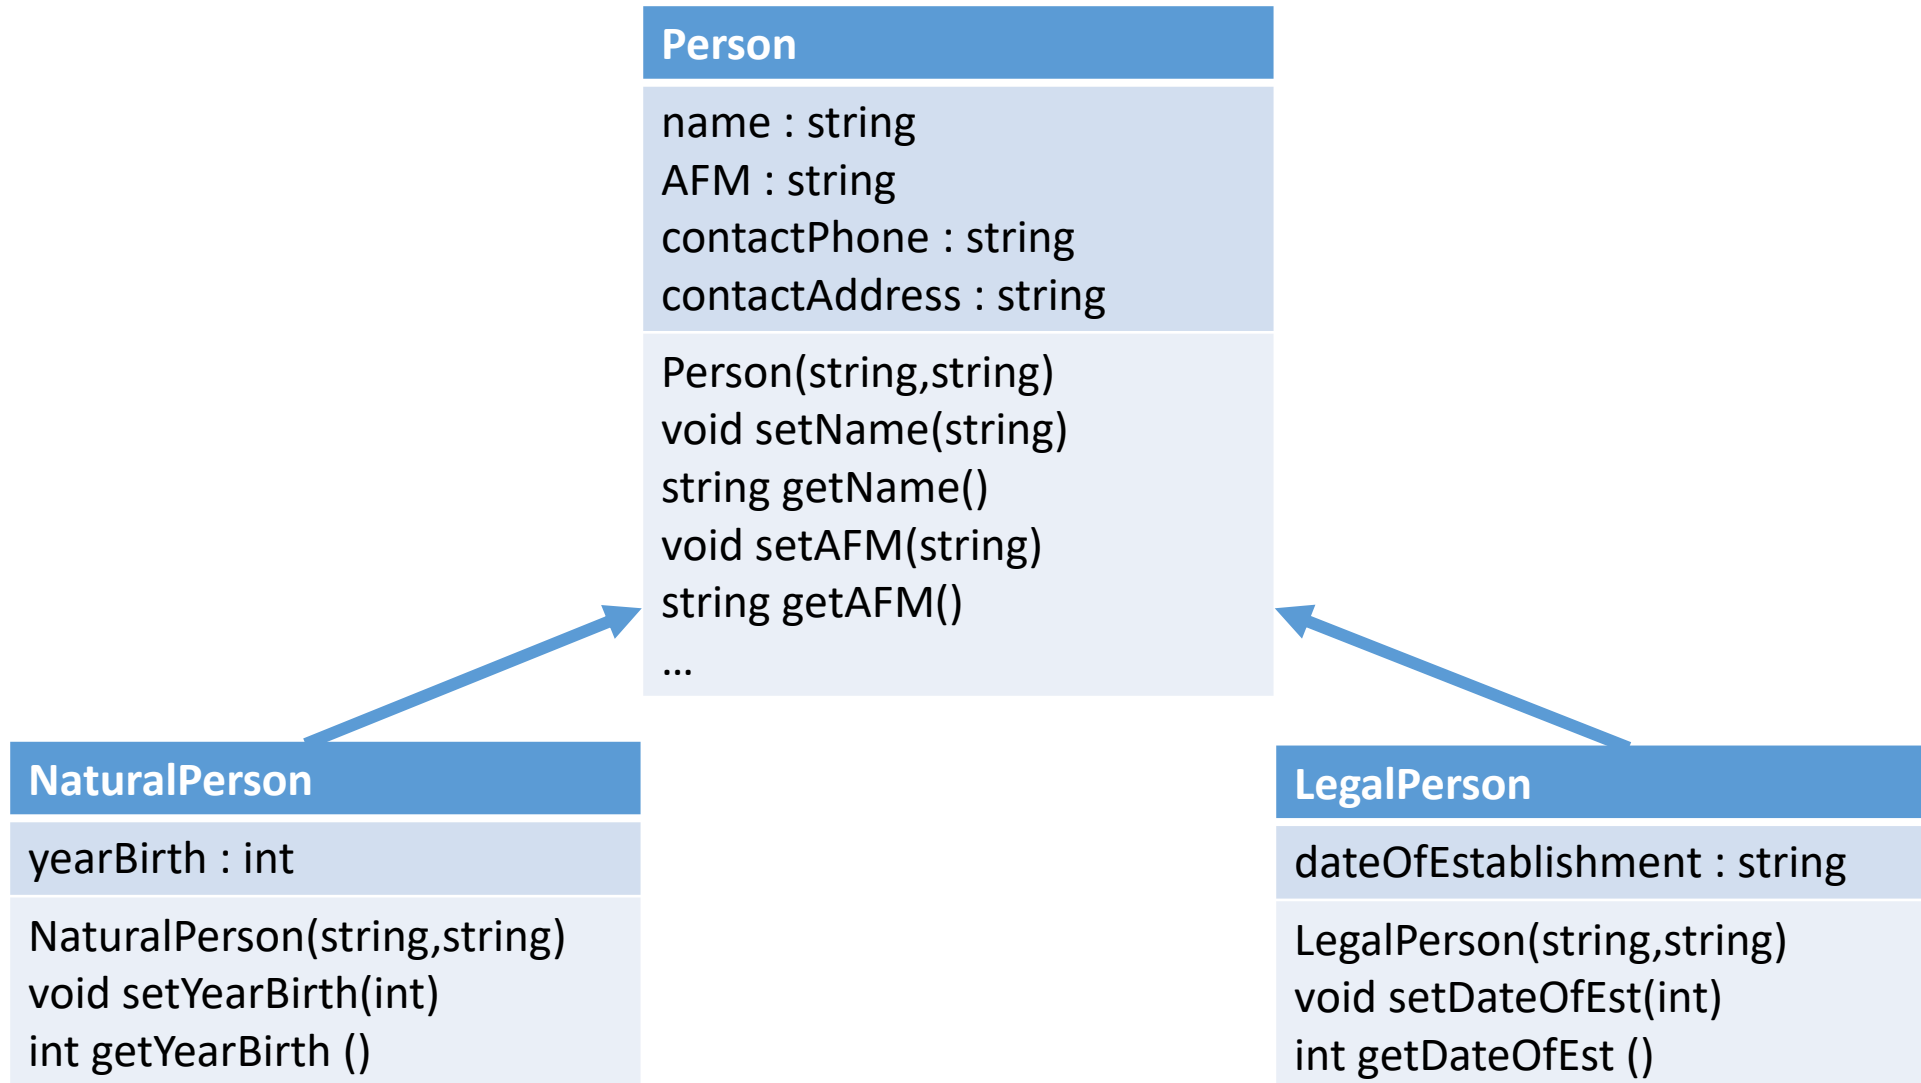 Person
name : string
AFM : string
contactPhone : string
contactAddress : string
Person(string,string)
void setName(string)
string getName()
void setAFM(string)
string getAFM()
...
NaturalPerson
yearBirth : int
NaturalPerson(string,string)
void setYearBirth(int)
int getYearBirth ()
LegalPerson
dateOfEstablishment : string
LegalPerson(string,string)
void setDateOfEst(int)
int getDateOfEst ()